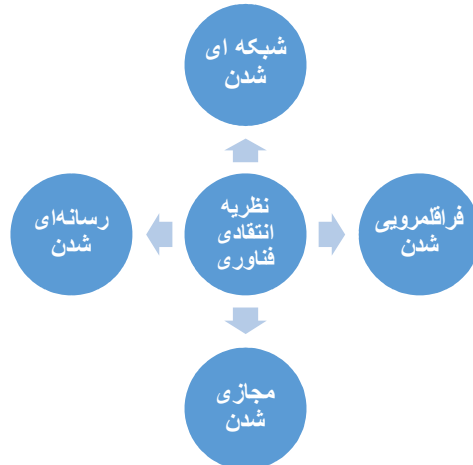 شبکه ای
شدن
رسانه‌ای
شدن
نظریه
انتقادی
فناوری
فراقلمرویی
شدن
مجازی
شدن